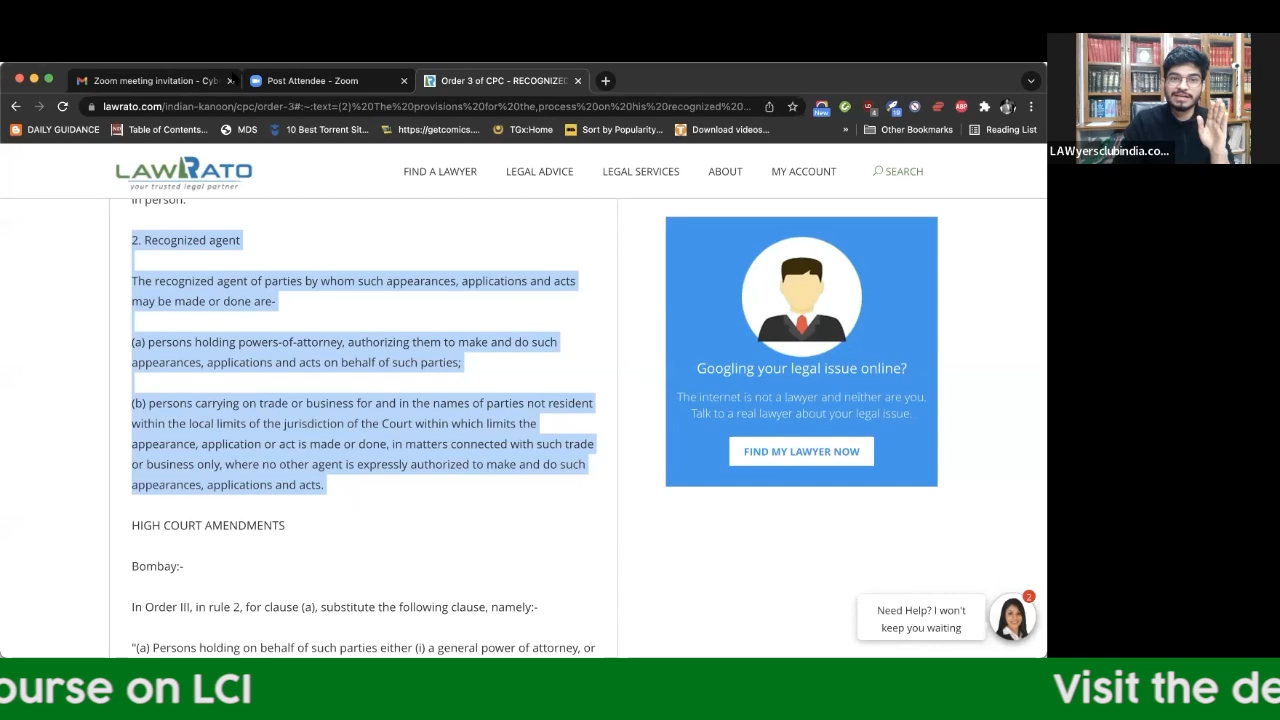 Zoom meeting invitation - Cyb
Post Attendee - Zoom
Order 3 of CPC - RECOGNIZED
lawrato.com/indian-kanoon/cpc/order-3#:~:text=(2)%20The%20provisions%20for%20the,process%20on%20his%20recognized%20...
New
4
19
ABP
DAILY GUIDANCE
Table of Contents...
MDS
10 Best Torrent Sit...
https://getcomics....
TGx:Home
Sort by Popularity...
Download videos...
»
Other Bookmarks
Reading List
LAWRATO
your trusted legal partner
FIND A LAWYER
LEGAL ADVICE
LEGAL SERVICES
ABOUT
MY ACCOUNT
SEARCH
in person.
2. Recognized agent
The recognized agent of parties by whom such appearances, applications and acts
may be made or done are-
(a) persons holding powers-of-attorney, authorizing them to make and do such
appearances, applications and acts on behalf of such parties;
(b) persons carrying on trade or business for and in the names of parties not resident
within the local limits of the jurisdiction of the Court within which limits the
appearance, application or act is made or done, in matters connected with such trade
or business only, where no other agent is expressly authorized to make and do such
appearances, applications and acts.
HIGH COURT AMENDMENTS
Bombay:-
In Order III, in rule 2, for clause (a), substitute the following clause, namely:-
"(a) Persons holding on behalf of such parties either (i) a general power of attorney, or
Googling your legal issue online?
The internet is not a lawyer and neither are you.
Talk to a real lawyer about your legal issue.
FIND MY LAWYER NOW
Need Help? I won't
keep you waiting
2
LAWyersclubindia.co...
ourse on LCI
Visit the de